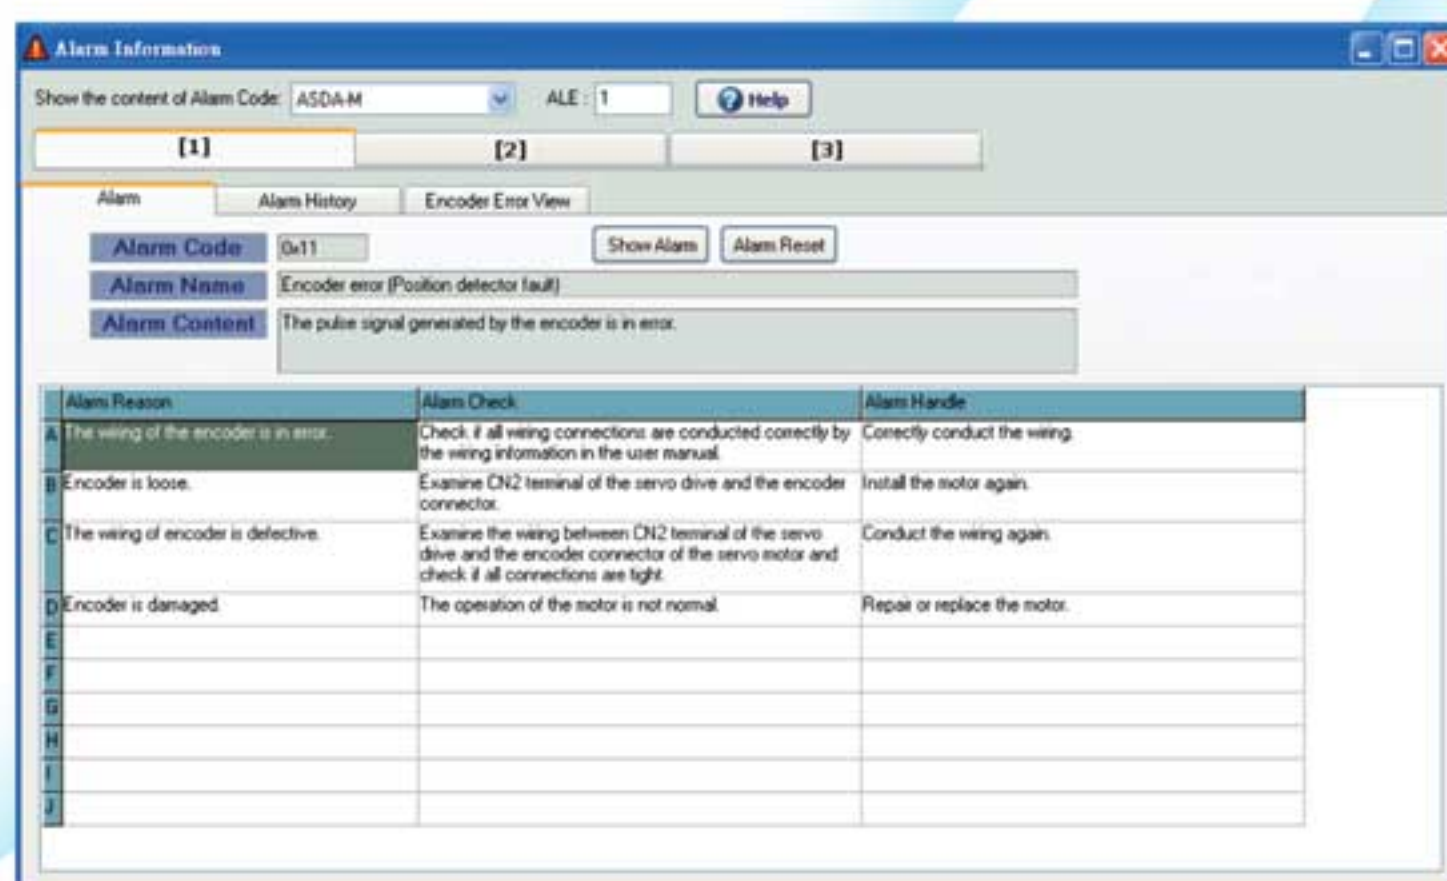 Alarm Information
Show the content of Alarm Code: ASDA-M ALE : 1 Help
[1] [2] [3]
Alarm Alarm History Encoder Error View
Alarm Code 0x11 Show Alarm Alarm Reset
Alarm Name Encoder error (Position detector fault)
Alarm Content The pulse signal generated by the encoder is in error.
Alarm Reason Alarm Check Alarm Handle
A The wiring of the encoder is in error. Check if all wiring connections are conducted correctly by Correctly conduct the wiring.
the wiring information in the user manual.
B Encoder is loose. Examine CN2 terminal of the servo drive and the encoder Install the motor again.
connector.
C The wiring of encoder is defective. Examine the wiring between CN2 terminal of the servo Conduct the wiring again.
drive and the encoder connector of the servo motor and
check if all connections are tight.
D Encoder is damaged. The operation of the motor is not normal. Repair or replace the motor.
E
F
G
H
I
J